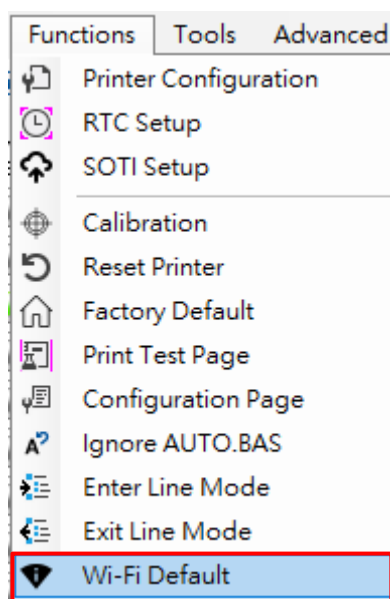 Functions Tools Advanced
Printer Configuration
RTC Setup
SOTI Setup
Calibration
Reset Printer
Factory Default
Print Test Page
Configuration Page
Ignore AUTO.BAS
Enter Line Mode
Exit Line Mode
Wi-Fi Default